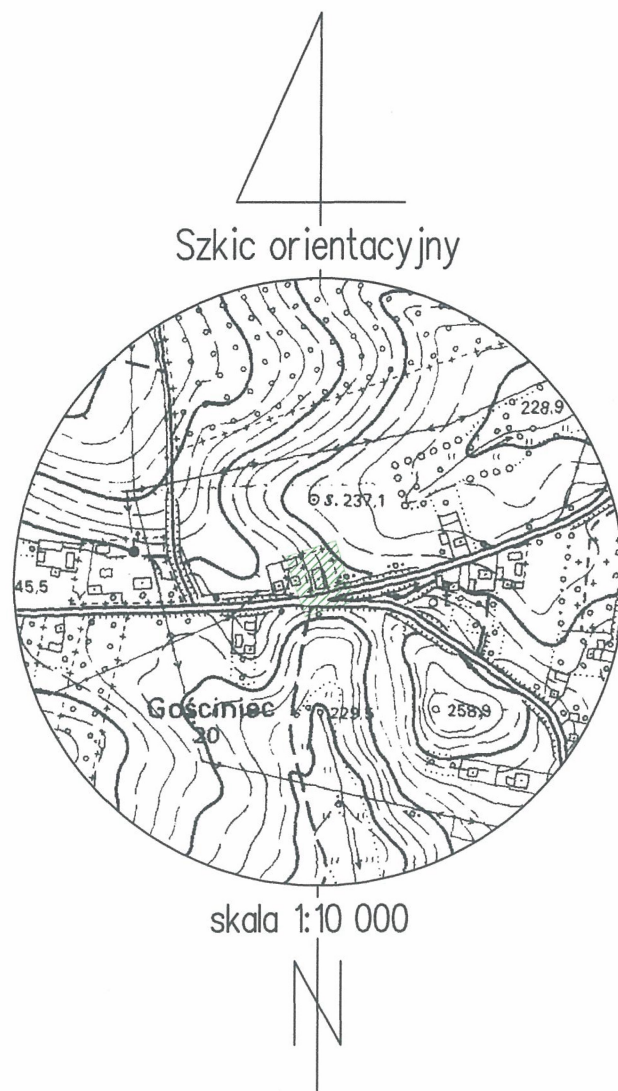 Szkic orientacyjny
228,9
s. 237,1
45,5
Gościniec
20
229,5
258,9
skala 1:10 000
N